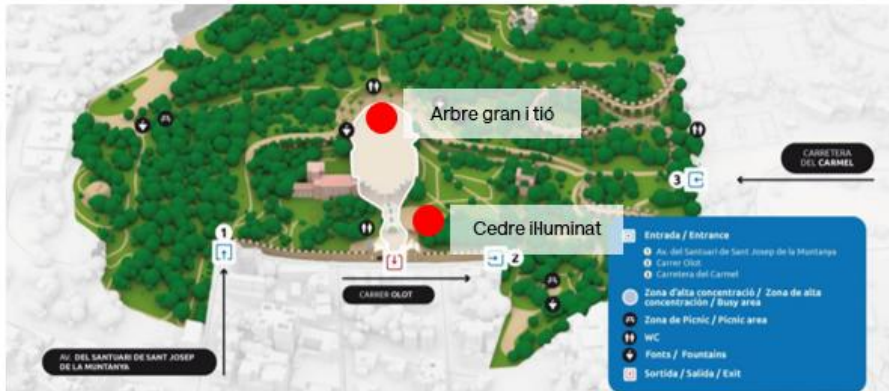 Arbre gran i tió
CARRETERA
DEL CARMEL
3
Cedre il·luminat
1
2
CARRER OLOT
AV. DEL SANTUARI DE SANT JOSEP
DE LA MUNTANYA
Entrada / Entrance
1 Av. del Santuari de Sant Josep de la Muntanya
2 Carrer Olot
3 Carretera del Carmel
Zona d'alta concentració / Zona de alta
concentración / Busy area
Zona de Pícnic / Picnic area
WC
Fonts / Fountains
Sortida / Salida / Exit